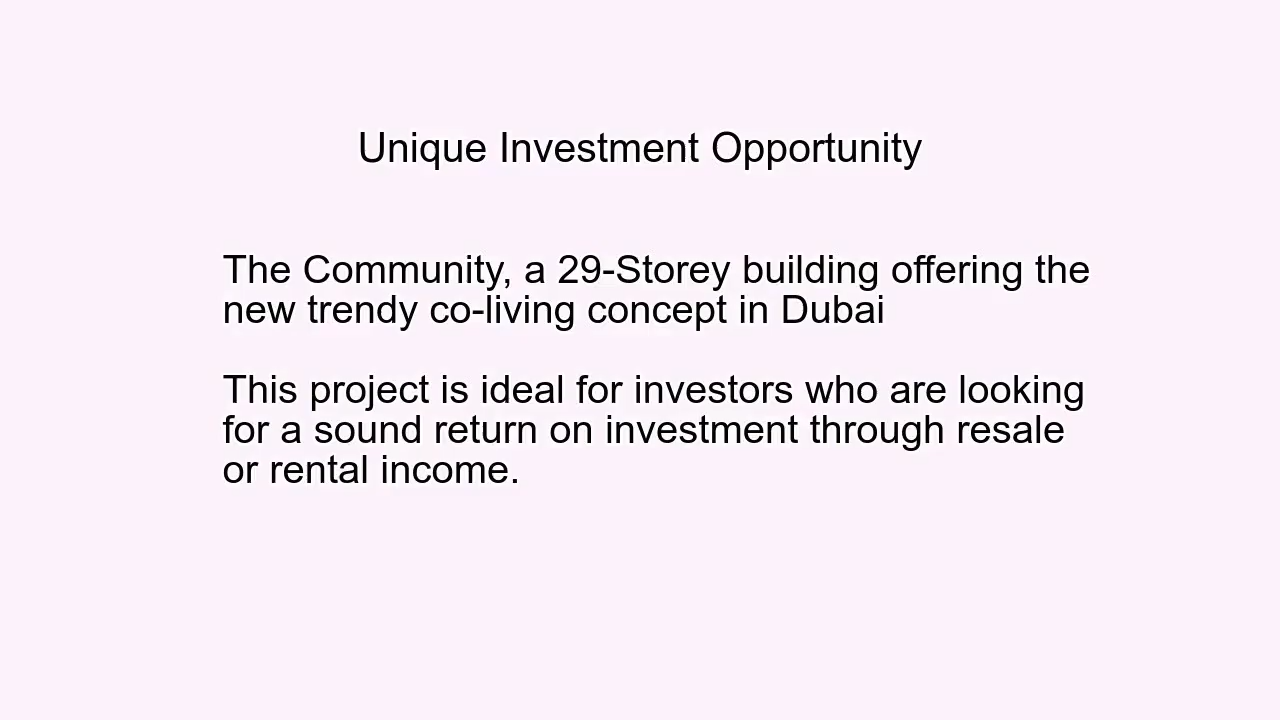 Unique Investment Opportunity
The Community, a 29-Storey building offering the
new trendy co-living concept in Dubai
This project is ideal for investors who are looking
for a sound return on investment through resale
or rental income.